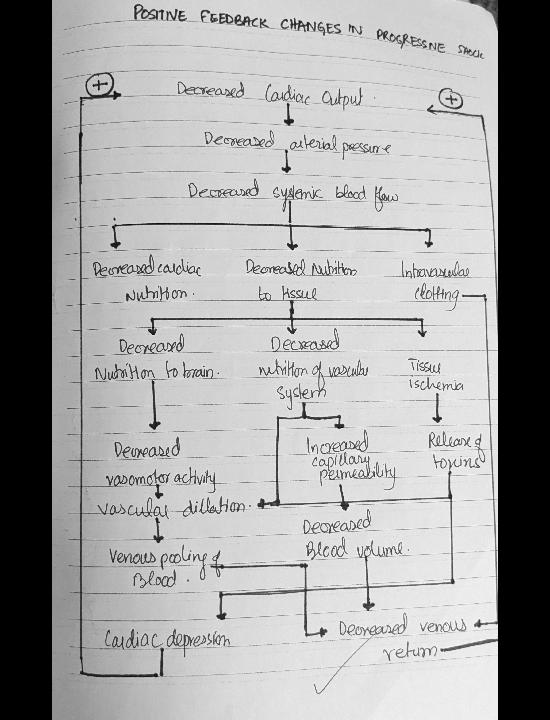 POSITIVE FEEDBACK CHANGES IN PROGRESSIVE SHOCK
+ Decreased Cardiac Output. +
Decreased arterial pressure
Decreased systemic blood flow
Decreased cardiac Nutrition.
Decreased Nutrition to tissue
Intravascular clotting
Decreased Nutrition to brain.
Decreased nutrition of vascular system
Tissue ischemia
Decreased vasomotor activity
Increased capillary permeability
Release of toxins
vascular dillation.
Decreased Blood volume.
Venous pooling of Blood.
Cardiac depression
Decreased venous return